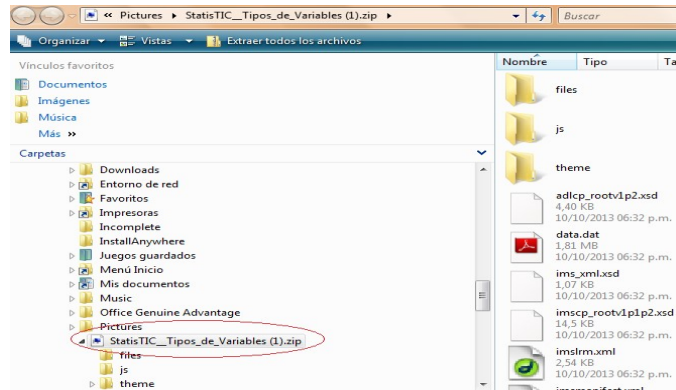 « Pictures StatisTIC__Tipos_de_Variables (1).zip
Buscar
Organizar Vistas Extraer todos los archivos
Vínculos favoritos
Documentos
Imágenes
Música
Más »
Carpetas
Downloads
Entorno de red
Favoritos
Impresoras
Incomplete
InstallAnywhere
Juegos guardados
Menú Inicio
Mis documentos
Music
Office Genuine Advantage
Pictures
StatisTIC__Tipos_de_Variables (1).zip
files
js
theme
Nombre Tipo Ta
files
js
theme
adlcp_rootv1p2.xsd
4,40 KB
10/10/2013 06:32 p.m.
data.dat
1,81 MB
10/10/2013 06:32 p.m.
ims_xml.xsd
1,07 KB
10/10/2013 06:32 p.m.
imscp_rootv1p1p2.xsd
14,5 KB
10/10/2013 06:32 p.m.
imslrm.xml
2,54 KB
10/10/2013 06:32 p.m.